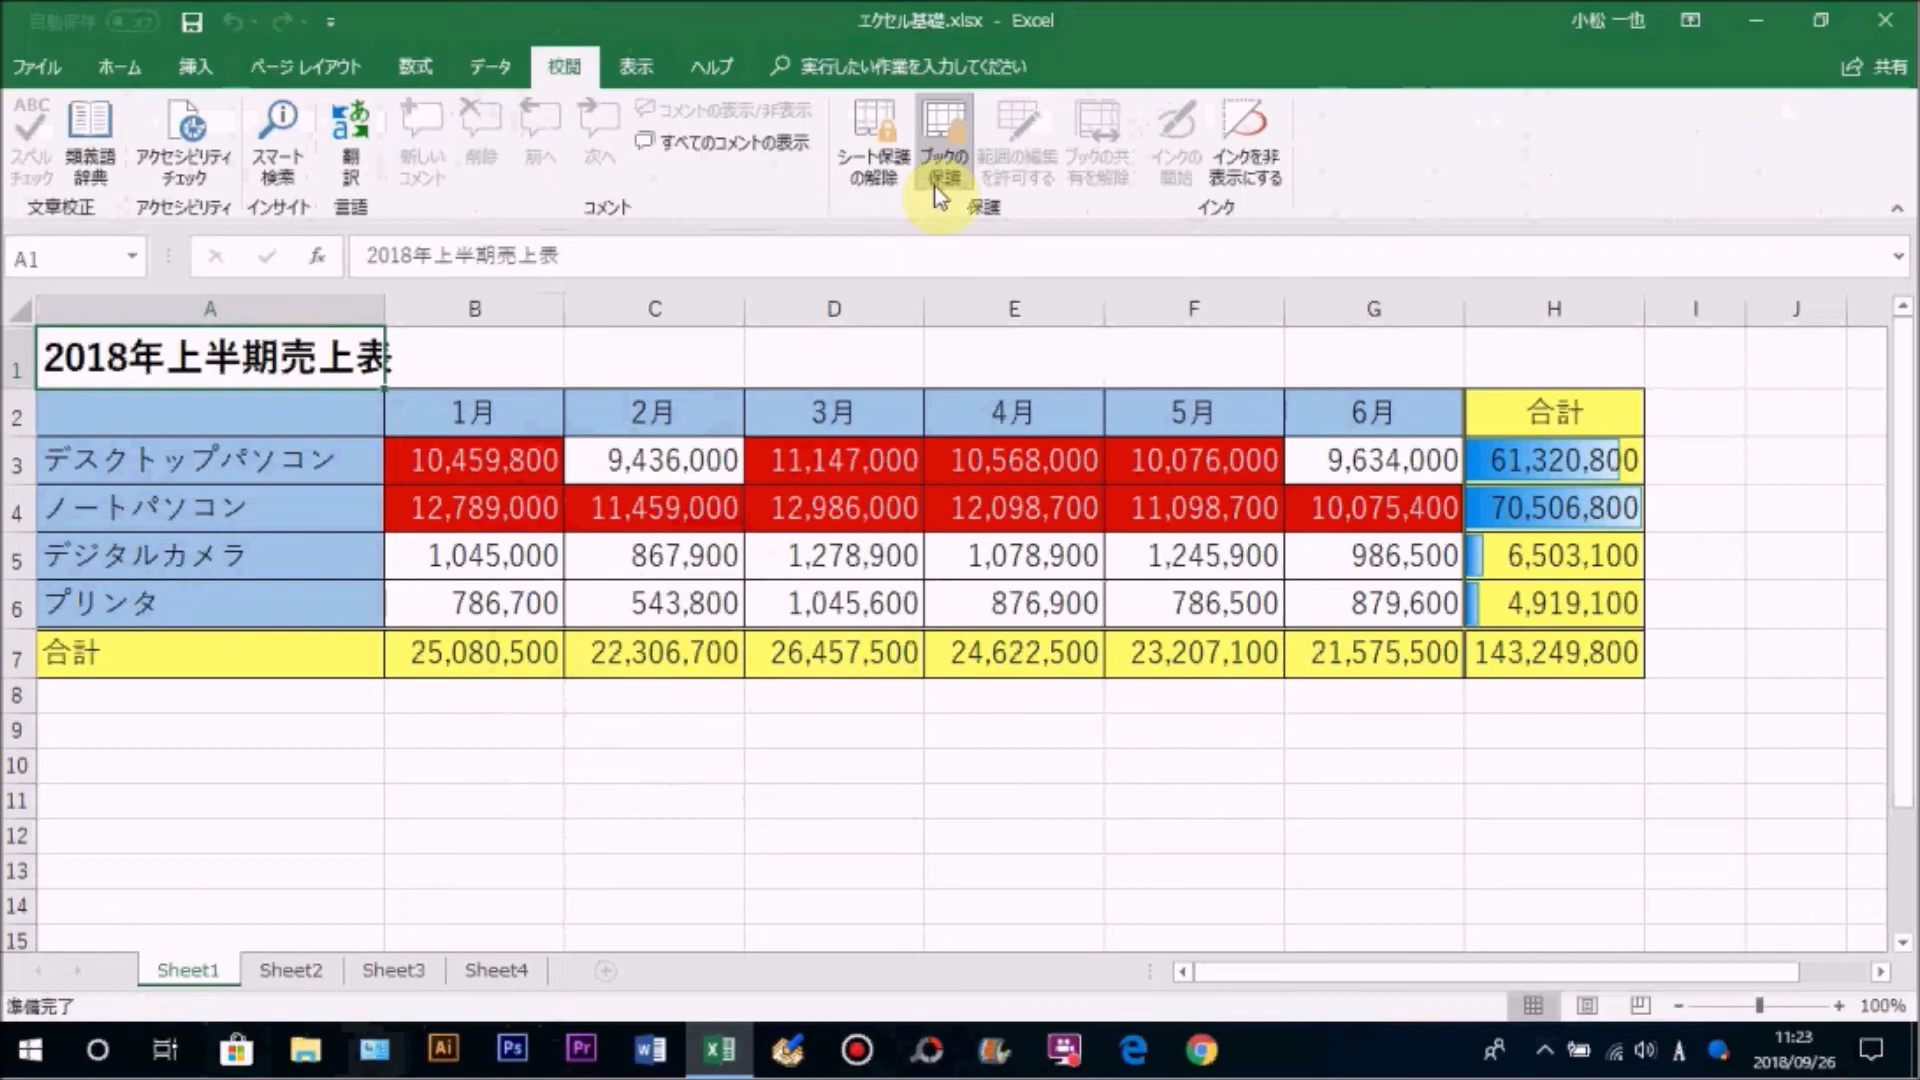 自動保存 オフ
エクセル基礎.xlsx - Excel
小松 一也
ファイル ホーム 挿入 ページ レイアウト 数式 データ 校閲 表示 ヘルプ 実行したい作業を入力してください 共有
ABC
スペル
チェック
類義語
辞典
文章校正
アクセシビリティ
チェック
アクセシビリティ
スマート
検索
インサイト
翻
訳
言語
新しい
コメント
削除
前へ
次へ
コメントの表示/非表示
すべてのコメントの表示
コメント
シート保護
の解除
ブックの
保護
範囲の編集
を許可する
ブックの共
有を解除
保護
インクの
開始
インクを非
表示にする
インク
A1 fx 2018年上半期売上表
A B C D E F G H I J
1 2018年上半期売上表
2 1月 2月 3月 4月 5月 6月 合計
3 デスクトップパソコン 10,459,800 9,436,000 11,147,000 10,568,000 10,076,000 9,634,000 61,320,800
4 ノートパソコン 12,789,000 11,459,000 12,986,000 12,098,700 11,098,700 10,075,400 70,506,800
5 デジタルカメラ 1,045,000 867,900 1,278,900 1,078,900 1,245,900 986,500 6,503,100
6 プリンタ 786,700 543,800 1,045,600 876,900 786,500 879,600 4,919,100
7 合計 25,080,500 22,306,700 26,457,500 24,622,500 23,207,100 21,575,500 143,249,800
8
9
10
11
12
13
14
15
Sheet1 Sheet2 Sheet3 Sheet4
準備完了
100%
Ai Ps Pr A
11:23
2018/09/26